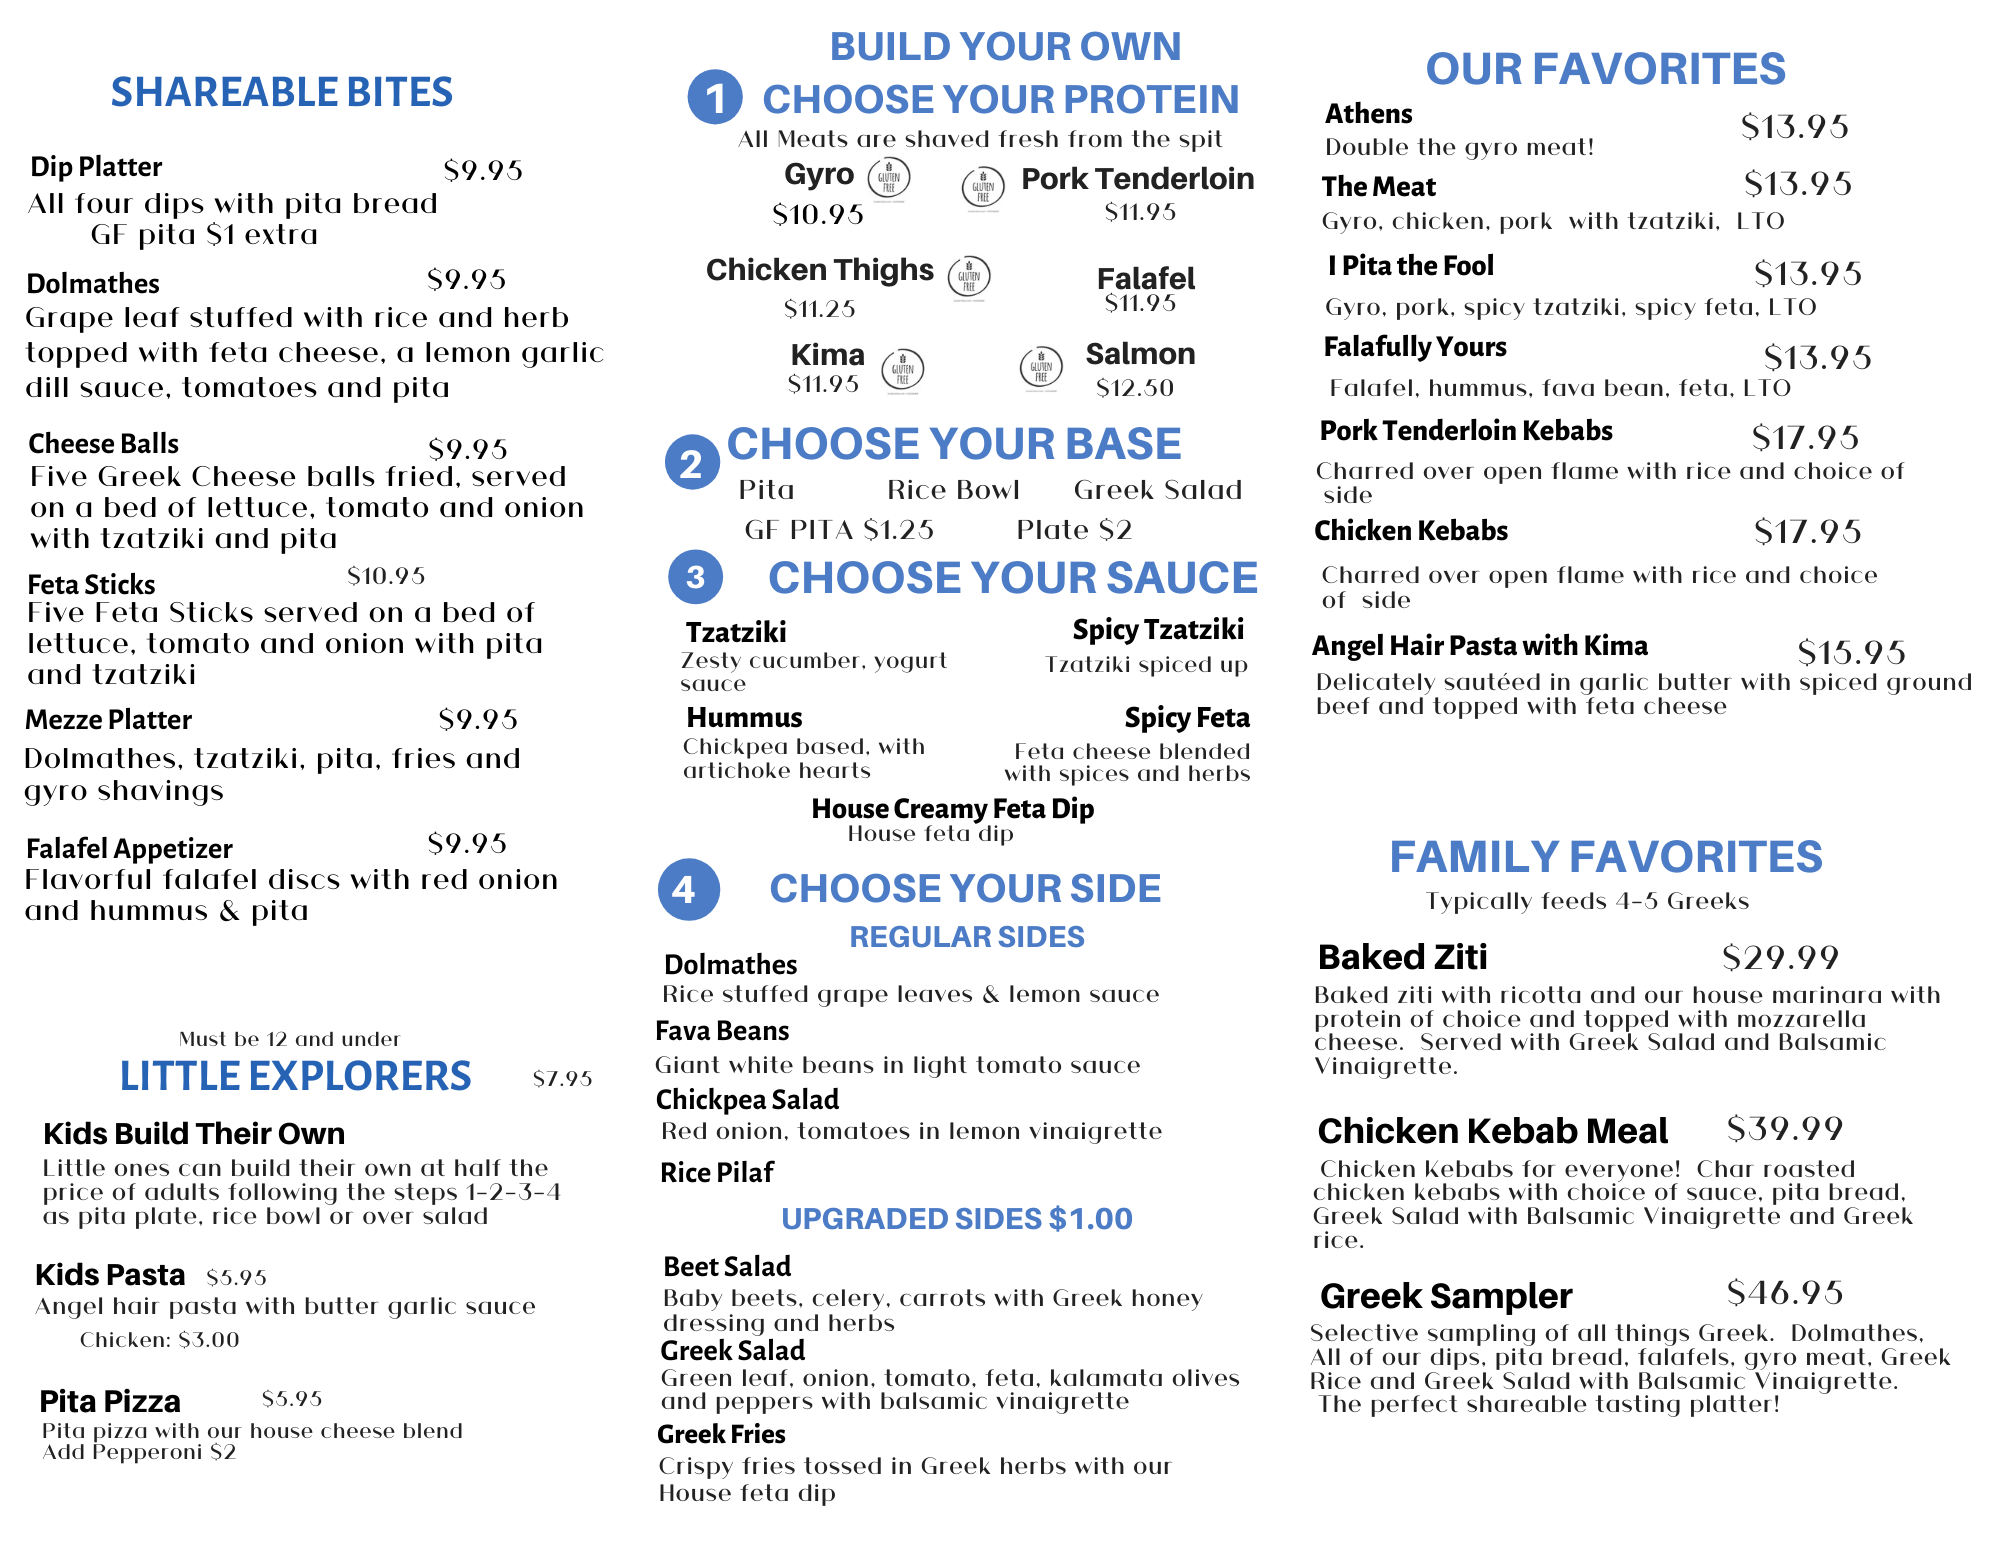 SHAREABLE BITES
Dip Platter $9.95
All four dips with pita bread
GF pita $1 extra
Dolmathes $9.95
Grape leaf stuffed with rice and herb
topped with feta cheese, a lemon garlic
dill sauce, tomatoes and pita
Cheese Balls $9.95
Five Greek Cheese balls fried, served
on a bed of lettuce, tomato and onion
with tzatziki and pita
Feta Sticks $10.95
Five Feta Sticks served on a bed of
lettuce, tomato and onion with pita
and tzatziki
Mezze Platter $9.95
Dolmathes, tzatziki, pita, fries and
gyro shavings
Falafel Appetizer $9.95
Flavorful falafel discs with red onion
and hummus & pita
Must be 12 and under
LITTLE EXPLORERS $7.95
Kids Build Their Own
Little ones can build their own at half the
price of adults following the steps 1-2-3-4
as pita plate, rice bowl or over salad
Kids Pasta $5.95
Angel hair pasta with butter garlic sauce
Chicken: $3.00
Pita Pizza $5.95
Pita pizza with our house cheese blend
Add Pepperoni $2
BUILD YOUR OWN
1 CHOOSE YOUR PROTEIN
All Meats are shaved fresh from the spit
Gyro GLUTEN FREE GLUTEN FREE Pork Tenderloin
$10.95 $11.95
Chicken Thighs GLUTEN FREE Falafel
$11.25 $11.95
Kima GLUTEN FREE GLUTEN FREE Salmon
$11.95 $12.50
2 CHOOSE YOUR BASE
Pita Rice Bowl Greek Salad
GF PITA $1.25 Plate $2
3 CHOOSE YOUR SAUCE
Tzatziki
Zesty cucumber, yogurt
sauce
Spicy Tzatziki
Tzatziki spiced up
Hummus
Chickpea based, with
artichoke hearts
Spicy Feta
Feta cheese blended
with spices and herbs
House Creamy Feta Dip
House feta dip
4 CHOOSE YOUR SIDE
REGULAR SIDES
Dolmathes
Rice stuffed grape leaves & lemon sauce
Fava Beans
Giant white beans in light tomato sauce
Chickpea Salad
Red onion, tomatoes in lemon vinaigrette
Rice Pilaf
UPGRADED SIDES $1.00
Beet Salad
Baby beets, celery, carrots with Greek honey
dressing and herbs
Greek Salad
Green leaf, onion, tomato, feta, kalamata olives
and peppers with balsamic vinaigrette
Greek Fries
Crispy fries tossed in Greek herbs with our
House feta dip
OUR FAVORITES
Athens $13.95
Double the gyro meat!
The Meat $13.95
Gyro, chicken, pork with tzatziki, LTO
I Pita the Fool $13.95
Gyro, pork, spicy tzatziki, spicy feta, LTO
Falafully Yours $13.95
Falafel, hummus, fava bean, feta, LTO
Pork Tenderloin Kebabs $17.95
Charred over open flame with rice and choice of
side
Chicken Kebabs $17.95
Charred over open flame with rice and choice
of side
Angel Hair Pasta with Kima $15.95
Delicately sautéed in garlic butter with spiced ground
beef and topped with feta cheese
FAMILY FAVORITES
Typically feeds 4-5 Greeks
Baked Ziti $29.99
Baked ziti with ricotta and our house marinara with
protein of choice and topped with mozzarella
cheese. Served with Greek Salad and Balsamic
Vinaigrette.
Chicken Kebab Meal $39.99
Chicken Kebabs for everyone! Char roasted
chicken kebabs with choice of sauce, pita bread,
Greek Salad with Balsamic Vinaigrette and Greek
rice.
Greek Sampler $46.95
Selective sampling of all things Greek. Dolmathes,
All of our dips, pita bread, falafels, gyro meat, Greek
Rice and Greek Salad with Balsamic Vinaigrette.
The perfect shareable tasting platter!